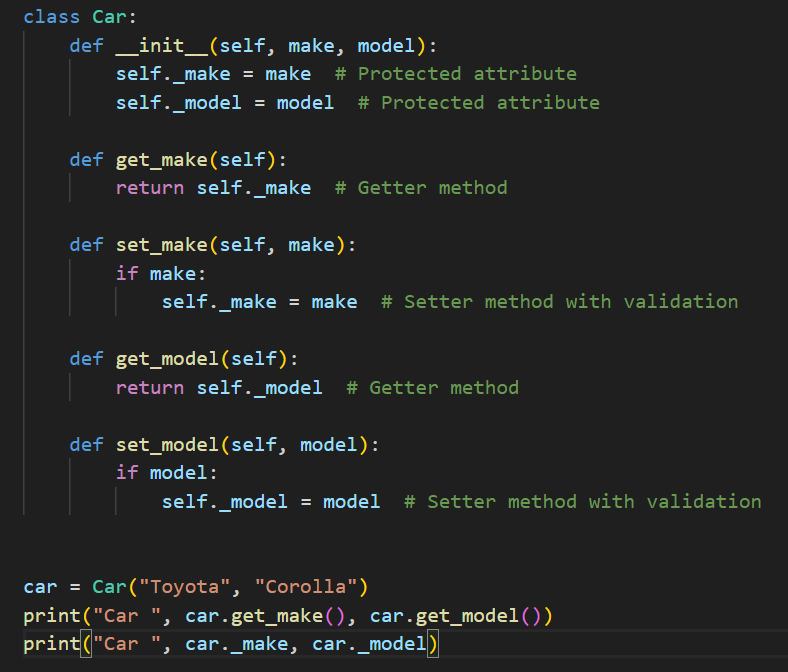 class Car:
    def __init__(self, make, model):
        self._make = make  # Protected attribute
        self._model = model  # Protected attribute

    def get_make(self):
        return self._make  # Getter method

    def set_make(self, make):
        if make:
            self._make = make  # Setter method with validation

    def get_model(self):
        return self._model  # Getter method

    def set_model(self, model):
        if model:
            self._model = model  # Setter method with validation


car = Car("Toyota", "Corolla")
print("Car ", car.get_make(), car.get_model())
print("Car ", car._make, car._model)